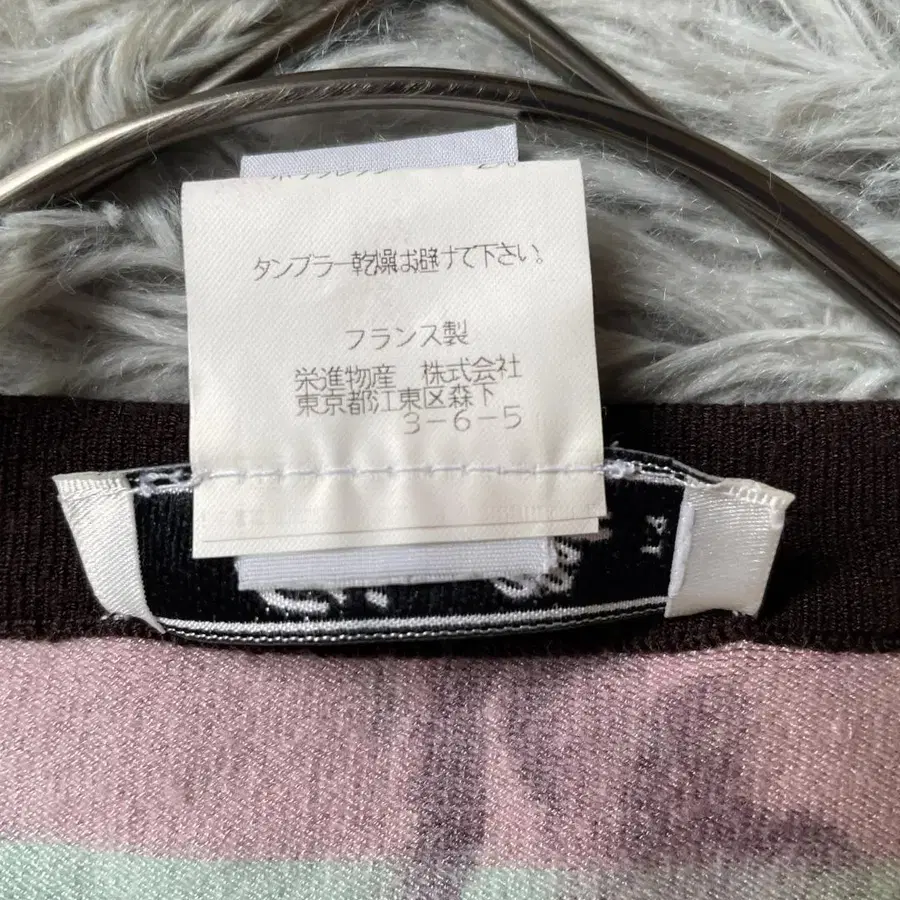 タンブラー乾燥は避けて下さい。
フランス製
栄進物産 株式会社
東京都江東区森下
3-6-5